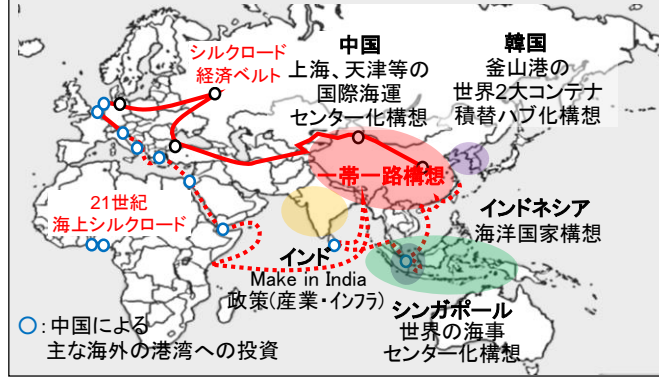 シルクロード
経済ベルト
中国
上海、天津等の
国際海運
センター化構想
韓国
釜山港の
世界2大コンテナ
積替ハブ化構想
一帯一路構想
21世紀
海上シルクロード
インド
Make in India
政策(産業・インフラ)
インドネシア
海洋国家構想
シンガポール
世界の海事
センター化構想
○:中国による
主な海外の港湾への投資